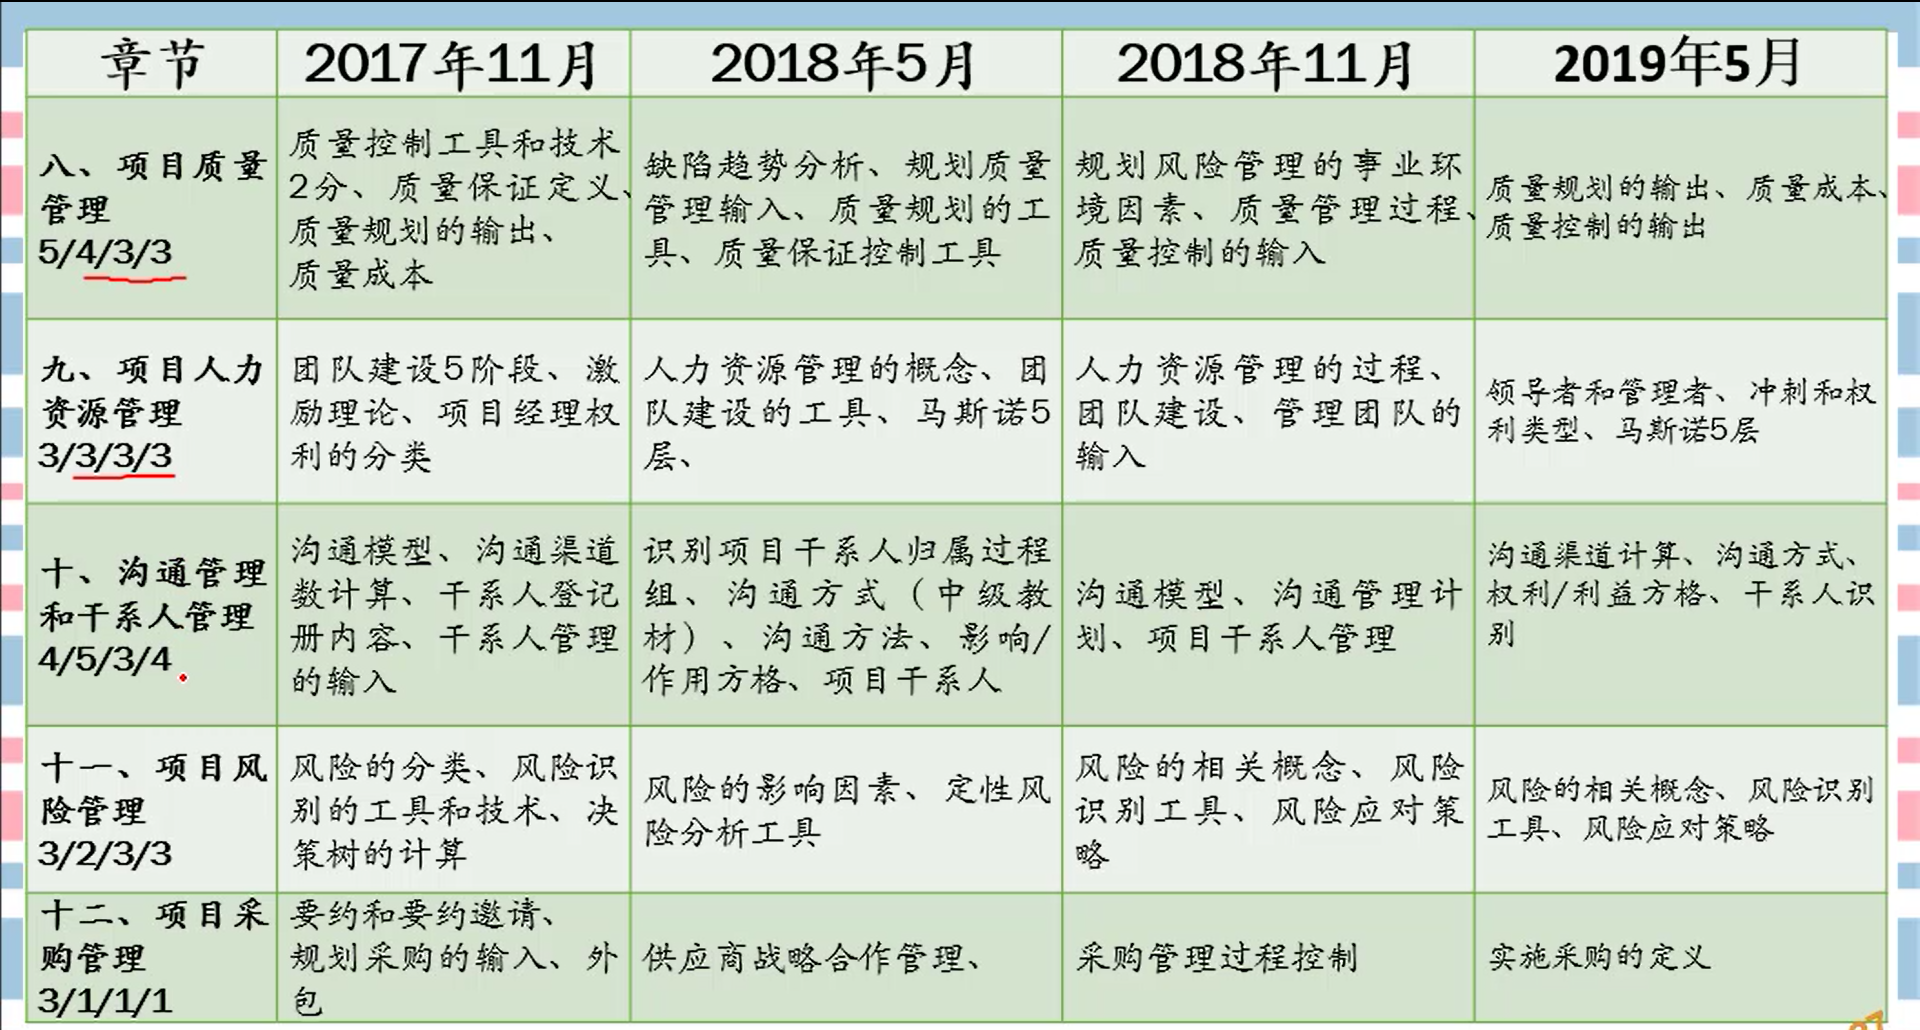 章节
2017年11月
2018年5月
2018年11月
2019年5月
八、项目质量
管理
5/4/3/3
质量控制工具和技术
2分、质量保证定义、
质量规划的输出、
质量成本
缺陷趋势分析、规划质量
管理输入、质量规划的工
具、质量保证控制工具
规划风险管理的事业环
境因素、质量管理过程、
质量控制的输入
质量规划的输出、质量成本、
质量控制的输出
九、项目人力
资源管理
3/3/3/3
团队建设5阶段、激
励理论、项目经理权
利的分类
人力资源管理的概念、团
队建设的工具、马斯诺5
层、
人力资源管理的过程、
团队建设、管理团队的
输入
领导者和管理者、冲刺和权
利类型、马斯诺5层
十、沟通管理
和干系人管理
4/5/3/4
沟通模型、沟通渠道
数计算、干系人登记
册内容、干系人管理
的输入
识别项目干系人归属过程
组、沟通方式（中级教
材）、沟通方法、影响/
作用方格、项目干系人
沟通模型、沟通管理计
划、项目干系人管理
沟通渠道计算、沟通方式、
权利/利益方格、干系人识
别
十一、项目风
险管理
3/2/3/3
风险的分类、风险识
别的工具和技术、决
策树的计算
风险的影响因素、定性风
险分析工具
风险的相关概念、风险
识别工具、风险应对策
略
风险的相关概念、风险识别
工具、风险应对策略
十二、项目采
购管理
3/1/1/1
要约和要约邀请、
规划采购的输入、外
包
供应商战略合作管理、
采购管理过程控制
实施采购的定义